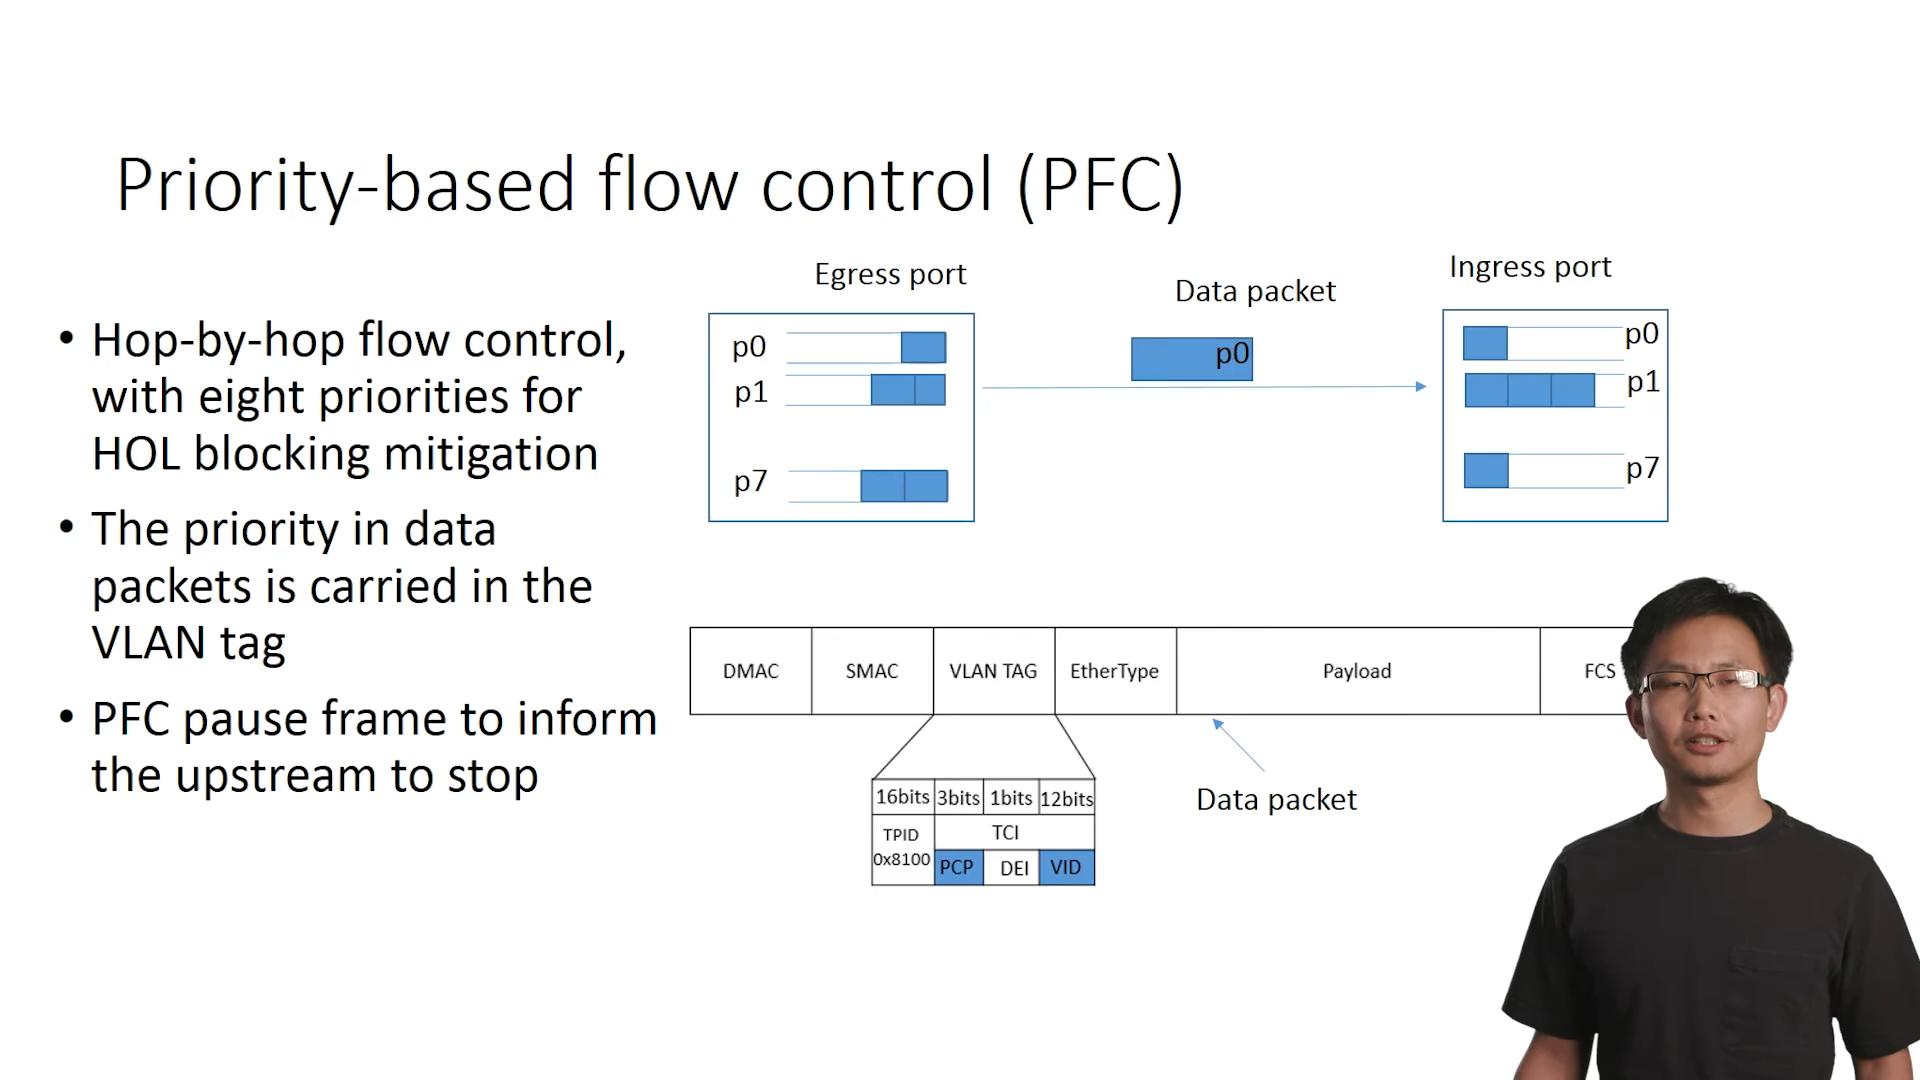 Priority-based flow control (PFC)
• Hop-by-hop flow control,
with eight priorities for
HOL blocking mitigation
• The priority in data
packets is carried in the
VLAN tag
• PFC pause frame to inform
the upstream to stop
Egress port
p0
p1
p7
Data packet
p0
Ingress port
p0
p1
p7
DMAC SMAC VLAN TAG EtherType Payload FCS
16bits 3bits 1bits 12bits
TPID
0x8100
TCI
PCP DEI VID
Data packet